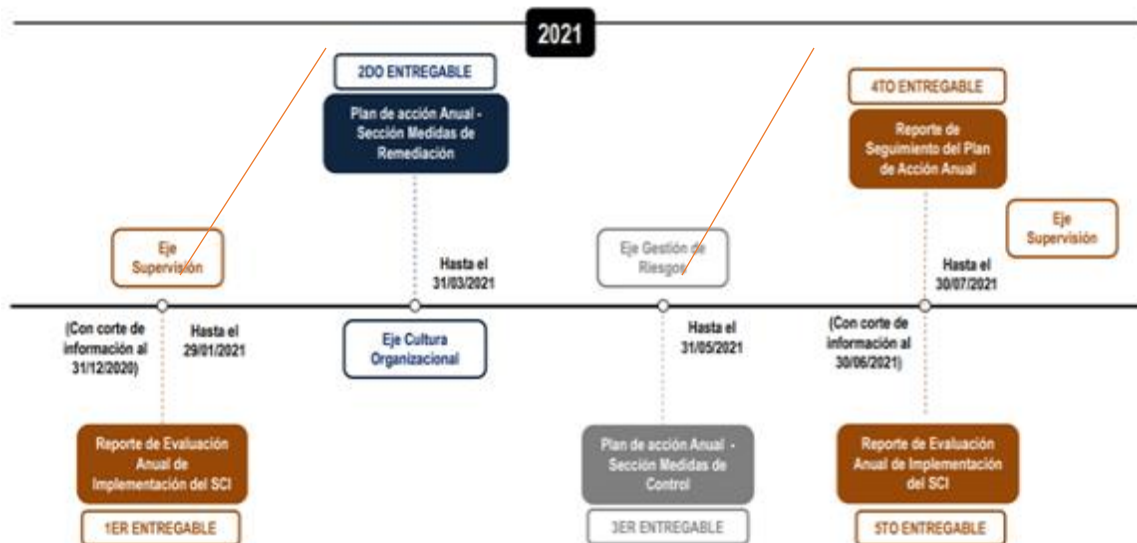 2021
2DO ENTREGABLE
Plan de acción Anual -
Sección Medidas de
Remediación
4TO ENTREGABLE
Reporte de
Seguimiento del Plan
de Acción Anual
Eje
Supervisión
Hasta el
31/03/2021
Eje Gestión de
Riesgos
Hasta el
30/07/2021
Eje
Supervisión
(Con corte de
información al
31/12/2020)
Hasta el
29/01/2021
Eje Cultura
Organizacional
Hasta el
31/05/2021
(Con corte de
información al
30/06/2021)
Reporte de Evaluación
Anual de
Implementación del SCI
1ER ENTREGABLE
Plan de acción Anual -
Sección Medidas de
Control
3ER ENTREGABLE
Reporte de Evaluación
Anual de Implementación
del SCI
5TO ENTREGABLE